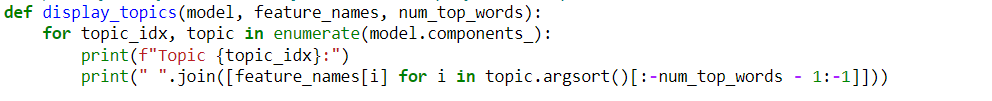 def display_topics(model, feature_names, num_top_words):
    for topic_idx, topic in enumerate(model.components_):
        print(f"Topic {topic_idx}:")
        print(" ".join([feature_names[i] for i in topic.argsort()[:-num_top_words - 1:-1]]))